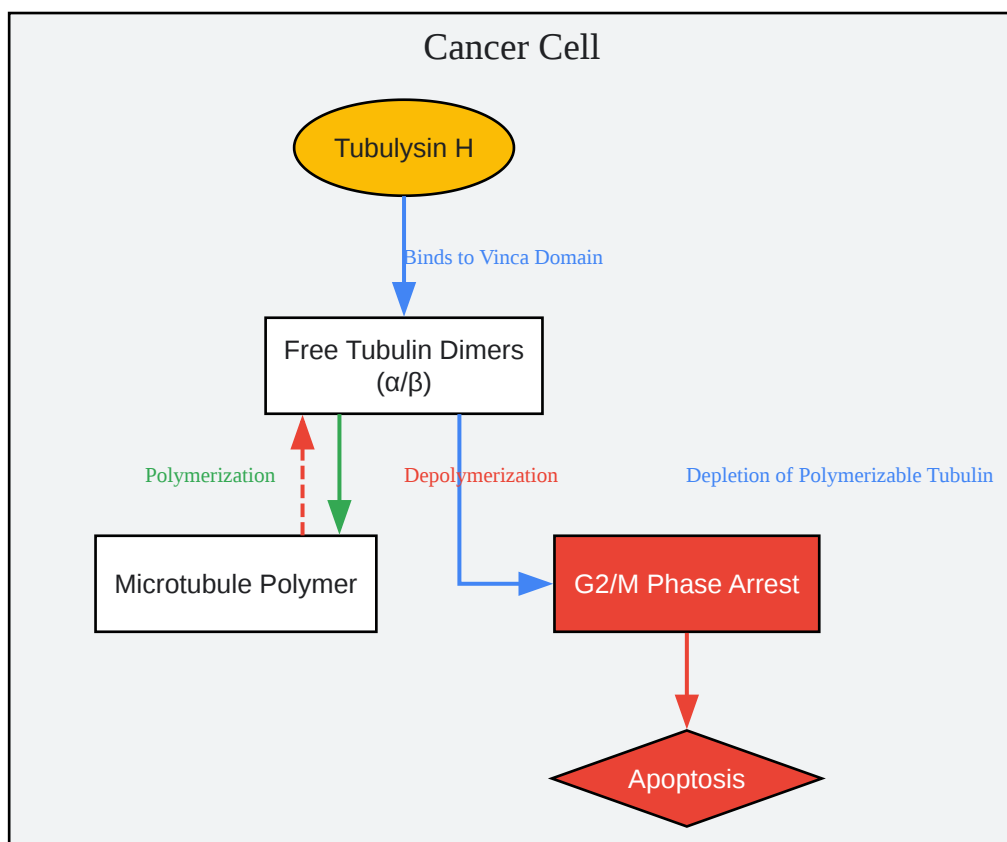 Cancer Cell
Tubulysin H
Binds to Vinca Domain
Free Tubulin Dimers
(α/β)
Polymerization
Depolymerization
Depletion of Polymerizable Tubulin
Microtubule Polymer
G2/M Phase Arrest
Apoptosis